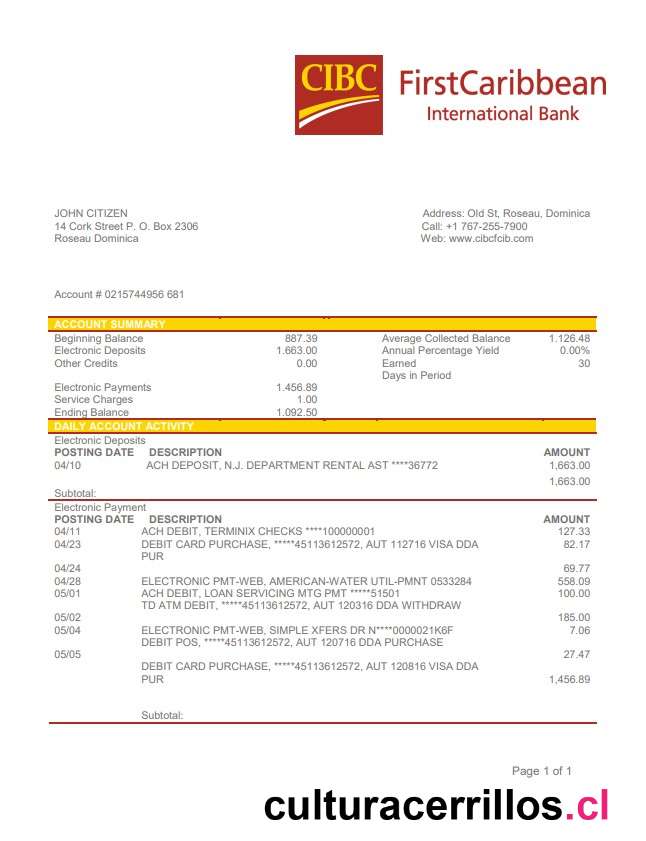 CIBC FirstCaribbean
International Bank
JOHN CITIZEN
14 Cork Street P. O. Box 2306
Roseau Dominica
Address: Old St, Roseau, Dominica
Call: +1 767-255-7900
Web: www.cibcfcib.com
Account # 0215744956 681
ACCOUNT SUMMARY
Beginning Balance 887.39 Average Collected Balance 1.126.48
Electronic Deposits 1.663.00 Annual Percentage Yield 0.00%
Other Credits 0.00 Earned 30
Days in Period
Electronic Payments 1.456.89
Service Charges 1.00
Ending Balance 1.092.50
DAILY ACCOUNT ACTIVITY
Electronic Deposits
POSTING DATE DESCRIPTION AMOUNT
04/10 ACH DEPOSIT, N.J. DEPARTMENT RENTAL AST ****36772 1,663.00
1,663.00
Subtotal:
Electronic Payment
POSTING DATE DESCRIPTION AMOUNT
04/11 ACH DEBIT, TERMINIX CHECKS ****100000001 127.33
04/23 DEBIT CARD PURCHASE, *****45113612572, AUT 112716 VISA DDA 82.17
PUR
04/24 69.77
04/28 ELECTRONIC PMT-WEB, AMERICAN-WATER UTIL-PMNT 0533284 558.09
05/01 ACH DEBIT, LOAN SERVICING MTG PMT *****51501 100.00
TD ATM DEBIT, *****45113612572, AUT 120316 DDA WITHDRAW
05/02 185.00
05/04 ELECTRONIC PMT-WEB, SIMPLE XFERS DR N****0000021K6F 7.06
DEBIT POS, *****45113612572, AUT 120716 DDA PURCHASE
05/05 27.47
DEBIT CARD PURCHASE, *****45113612572, AUT 120816 VISA DDA
PUR 1,456.89
Subtotal:
Page 1 of 1
culturacerrillos.cl